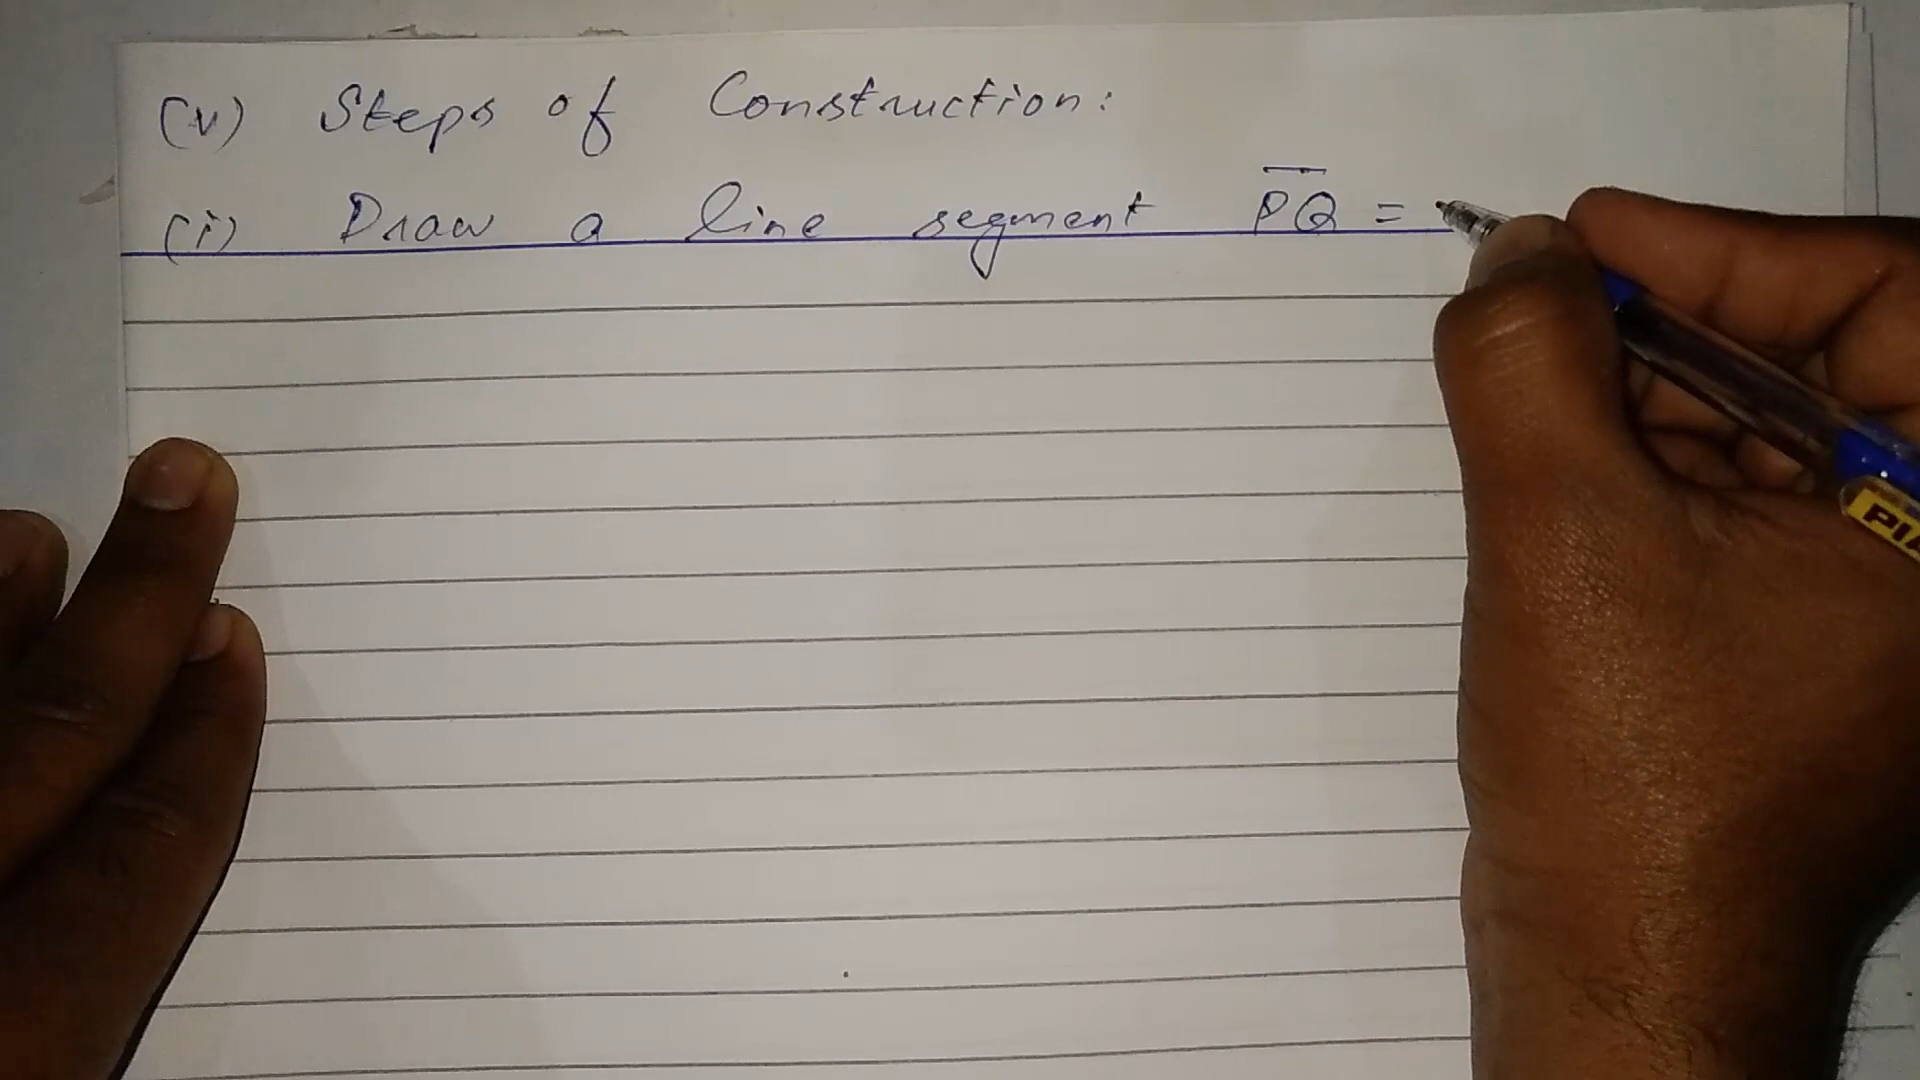 (v) Steps of Construction:
(i) Draw a line segment P̅Q̅ =